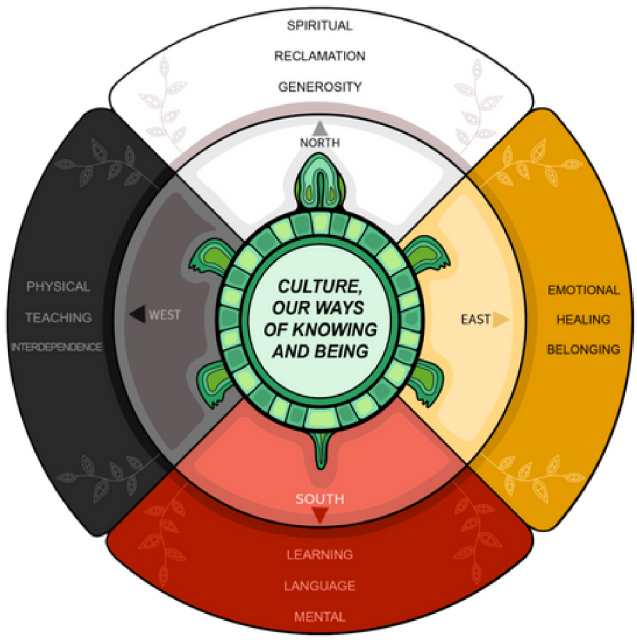 SPIRITUAL
RECLAMATION
GENEROSITY
NORTH
PHYSICAL
TEACHING
INTERDEPENDENCE
WEST
CULTURE,
OUR WAYS
OF KNOWING
AND BEING
EAST
EMOTIONAL
HEALING
BELONGING
SOUTH
LEARNING
LANGUAGE
MENTAL